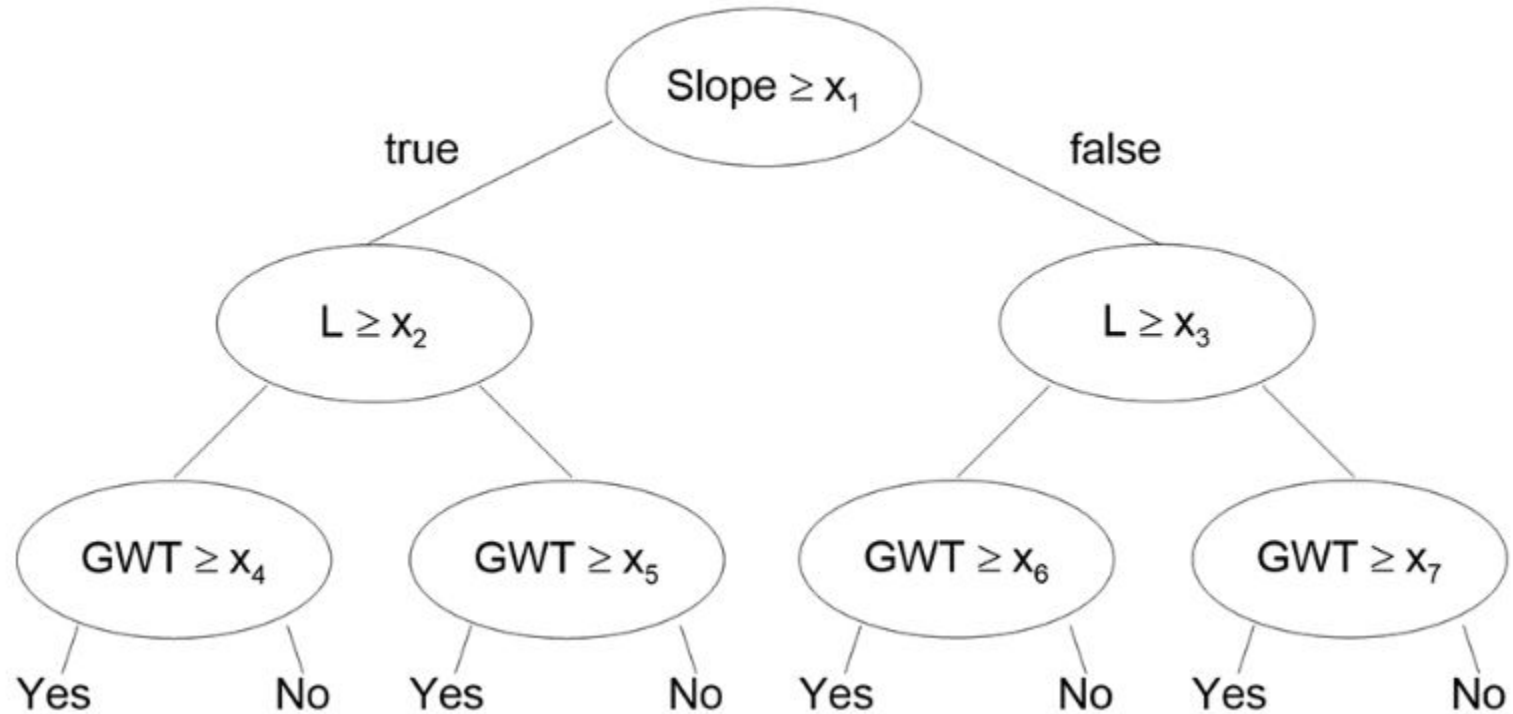 Slope ≥ x₁
true false
L ≥ x₂ L ≥ x₃
GWT ≥ x₄ GWT ≥ x₅ GWT ≥ x₆ GWT ≥ x₇
Yes No Yes No Yes No Yes No